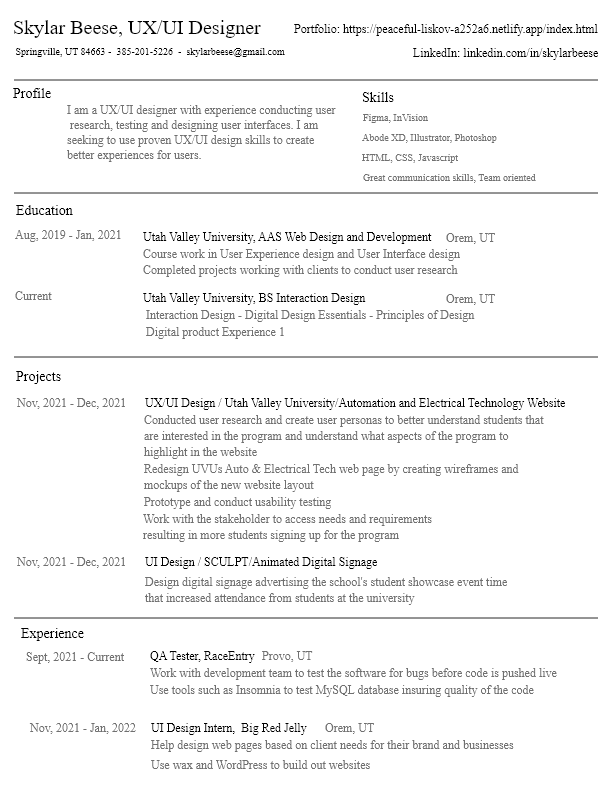 Skylar Beese, UX/UI Designer
Portfolio: https://peaceful-liskov-a252a6.netlify.app/index.html
Springville, UT 84663 - 385-201-5226 - skylarbeese@gmail.com
LinkedIn: linkedin.com/in/skylarbeese
Profile
I am a UX/UI designer with experience conducting user
research, testing and designing user interfaces. I am
seeking to use proven UX/UI design skills to create
better experiences for users.
Skills
Figma, InVision
Abode XD, Illustrator, Photoshop
HTML, CSS, Javascript
Great communication skills, Team oriented
Education
Aug, 2019 - Jan, 2021
Utah Valley University, AAS Web Design and Development Orem, UT
Course work in User Experience design and User Interface design
Completed projects working with clients to conduct user research
Current
Utah Valley University, BS Interaction Design Orem, UT
Interaction Design - Digital Design Essentials - Principles of Design
Digital product Experience 1
Projects
Nov, 2021 - Dec, 2021
UX/UI Design / Utah Valley University/Automation and Electrical Technology Website
Conducted user research and create user personas to better understand students that
are interested in the program and understand what aspects of the program to
highlight in the website
Redesign UVUs Auto & Electrical Tech web page by creating wireframes and
mockups of the new website layout
Prototype and conduct usability testing
Work with the stakeholder to access needs and requirements
resulting in more students signing up for the program
Nov, 2021 - Dec, 2021
UI Design / SCULPT/Animated Digital Signage
Design digital signage advertising the school's student showcase event time
that increased attendance from students at the university
Experience
Sept, 2021 - Current
QA Tester, RaceEntry Provo, UT
Work with development team to test the software for bugs before code is pushed live
Use tools such as Insomnia to test MySQL database insuring quality of the code
Nov, 2021 - Jan, 2022
UI Design Intern, Big Red Jelly Orem, UT
Help design web pages based on client needs for their brand and businesses
Use wax and WordPress to build out websites